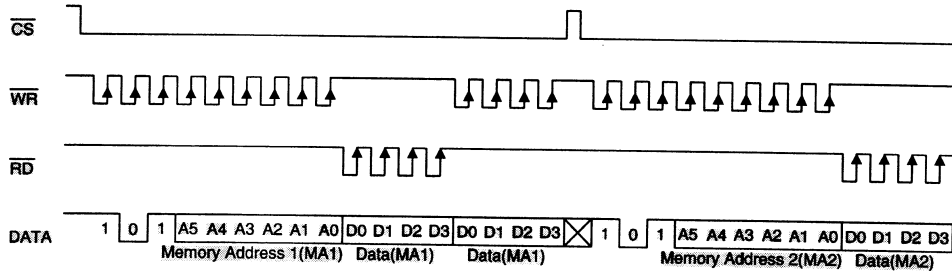 CS
WR
RD
DATA 1 0 1 A5 A4 A3 A2 A1 A0 D0 D1 D2 D3 D0 D1 D2 D3 1 0 1 A5 A4 A3 A2 A1 A0 D0 D1 D2 D3
Memory Address 1(MA1) Data(MA1) Data(MA1) Memory Address 2(MA2) Data(MA2)